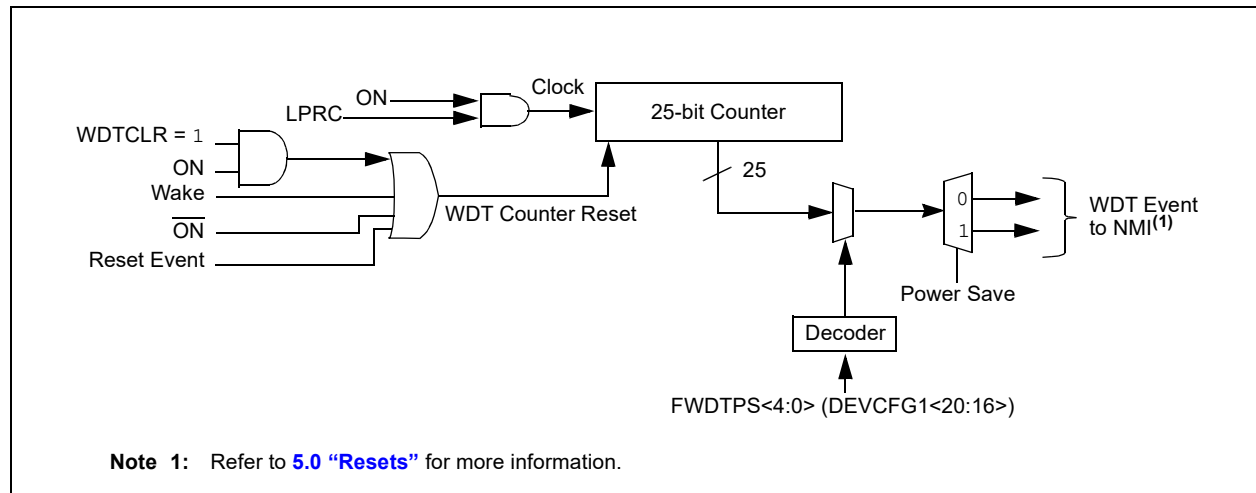 ON
LPRC
Clock
25-bit Counter
WDTCLR = 1
ON
Wake
ON
Reset Event
WDT Counter Reset
25
0
1
WDT Event
to NMI(1)
Power Save
Decoder
FWDTPS<4:0> (DEVCFG1<20:16>)
Note 1: Refer to 5.0 “Resets” for more information.